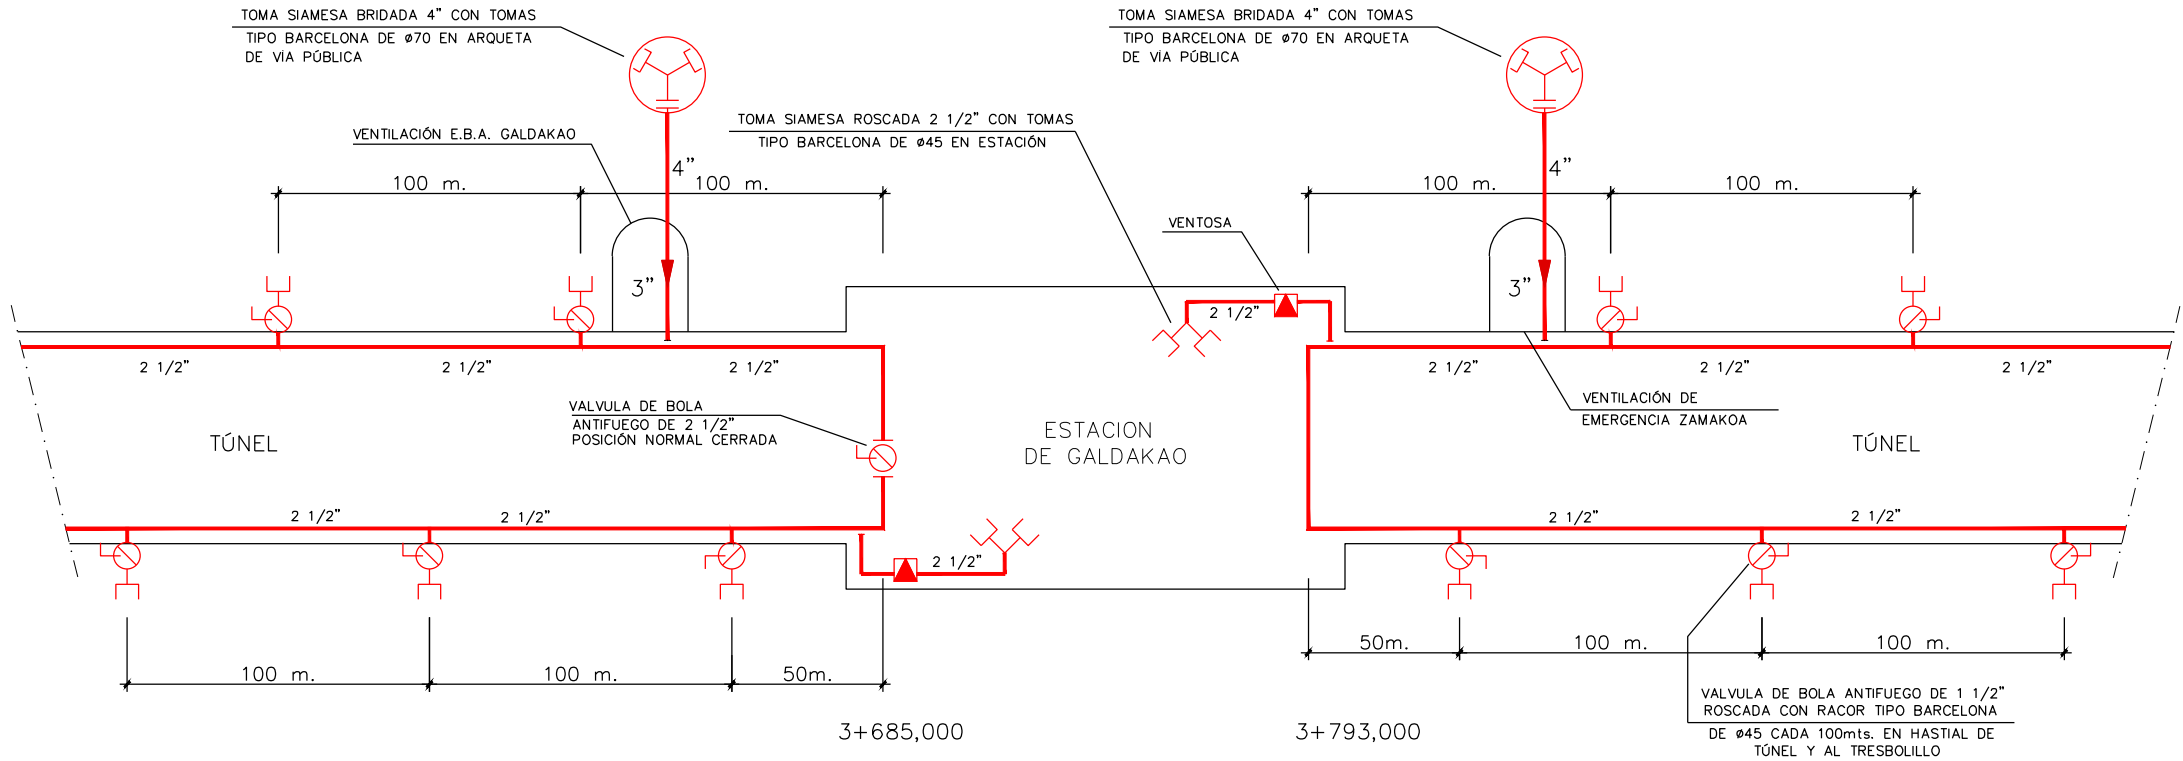 TOMA SIAMESA BRIDADA 4" CON TOMAS
TIPO BARCELONA DE ø70 EN ARQUETA
DE VÍA PÚBLICA
TOMA SIAMESA BRIDADA 4" CON TOMAS
TIPO BARCELONA DE ø70 EN ARQUETA
DE VÍA PÚBLICA
TOMA SIAMESA ROSCADA 2 1/2" CON TOMAS
TIPO BARCELONA DE ø45 EN ESTACIÓN
VENTILACIÓN E.B.A. GALDAKAO
4"
4"
100 m.
100 m.
100 m.
100 m.
VENTOSA
3"
3"
2 1/2"
2 1/2"
2 1/2"
2 1/2"
2 1/2"
2 1/2"
2 1/2"
VALVULA DE BOLA
ANTIFUEGO DE 2 1/2"
POSICIÓN NORMAL CERRADA
VENTILACIÓN DE
EMERGENCIA ZAMAKOA
TÚNEL
ESTACION
DE GALDAKAO
TÚNEL
2 1/2"
2 1/2"
2 1/2"
2 1/2"
2 1/2"
50m.
100 m.
100 m.
100 m.
100 m.
50m.
VALVULA DE BOLA ANTIFUEGO DE 1 1/2"
ROSCADA CON RACOR TIPO BARCELONA
DE ø45 CADA 100mts. EN HASTIAL DE
TÚNEL Y AL TRESBOLILLO
3+685,000
3+793,000